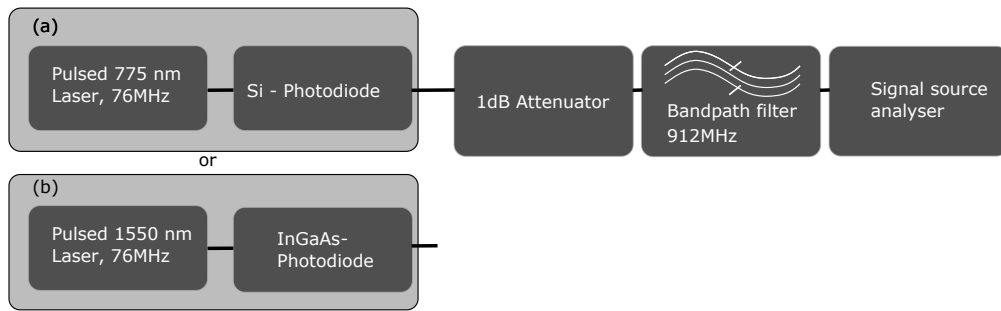 (a)
Pulsed 775 nm
Laser, 76MHz
Si - Photodiode
1dB Attenuator
Bandpath filter
912MHz
Signal source
analyser
or
(b)
Pulsed 1550 nm
Laser, 76MHz
InGaAs-
Photodiode